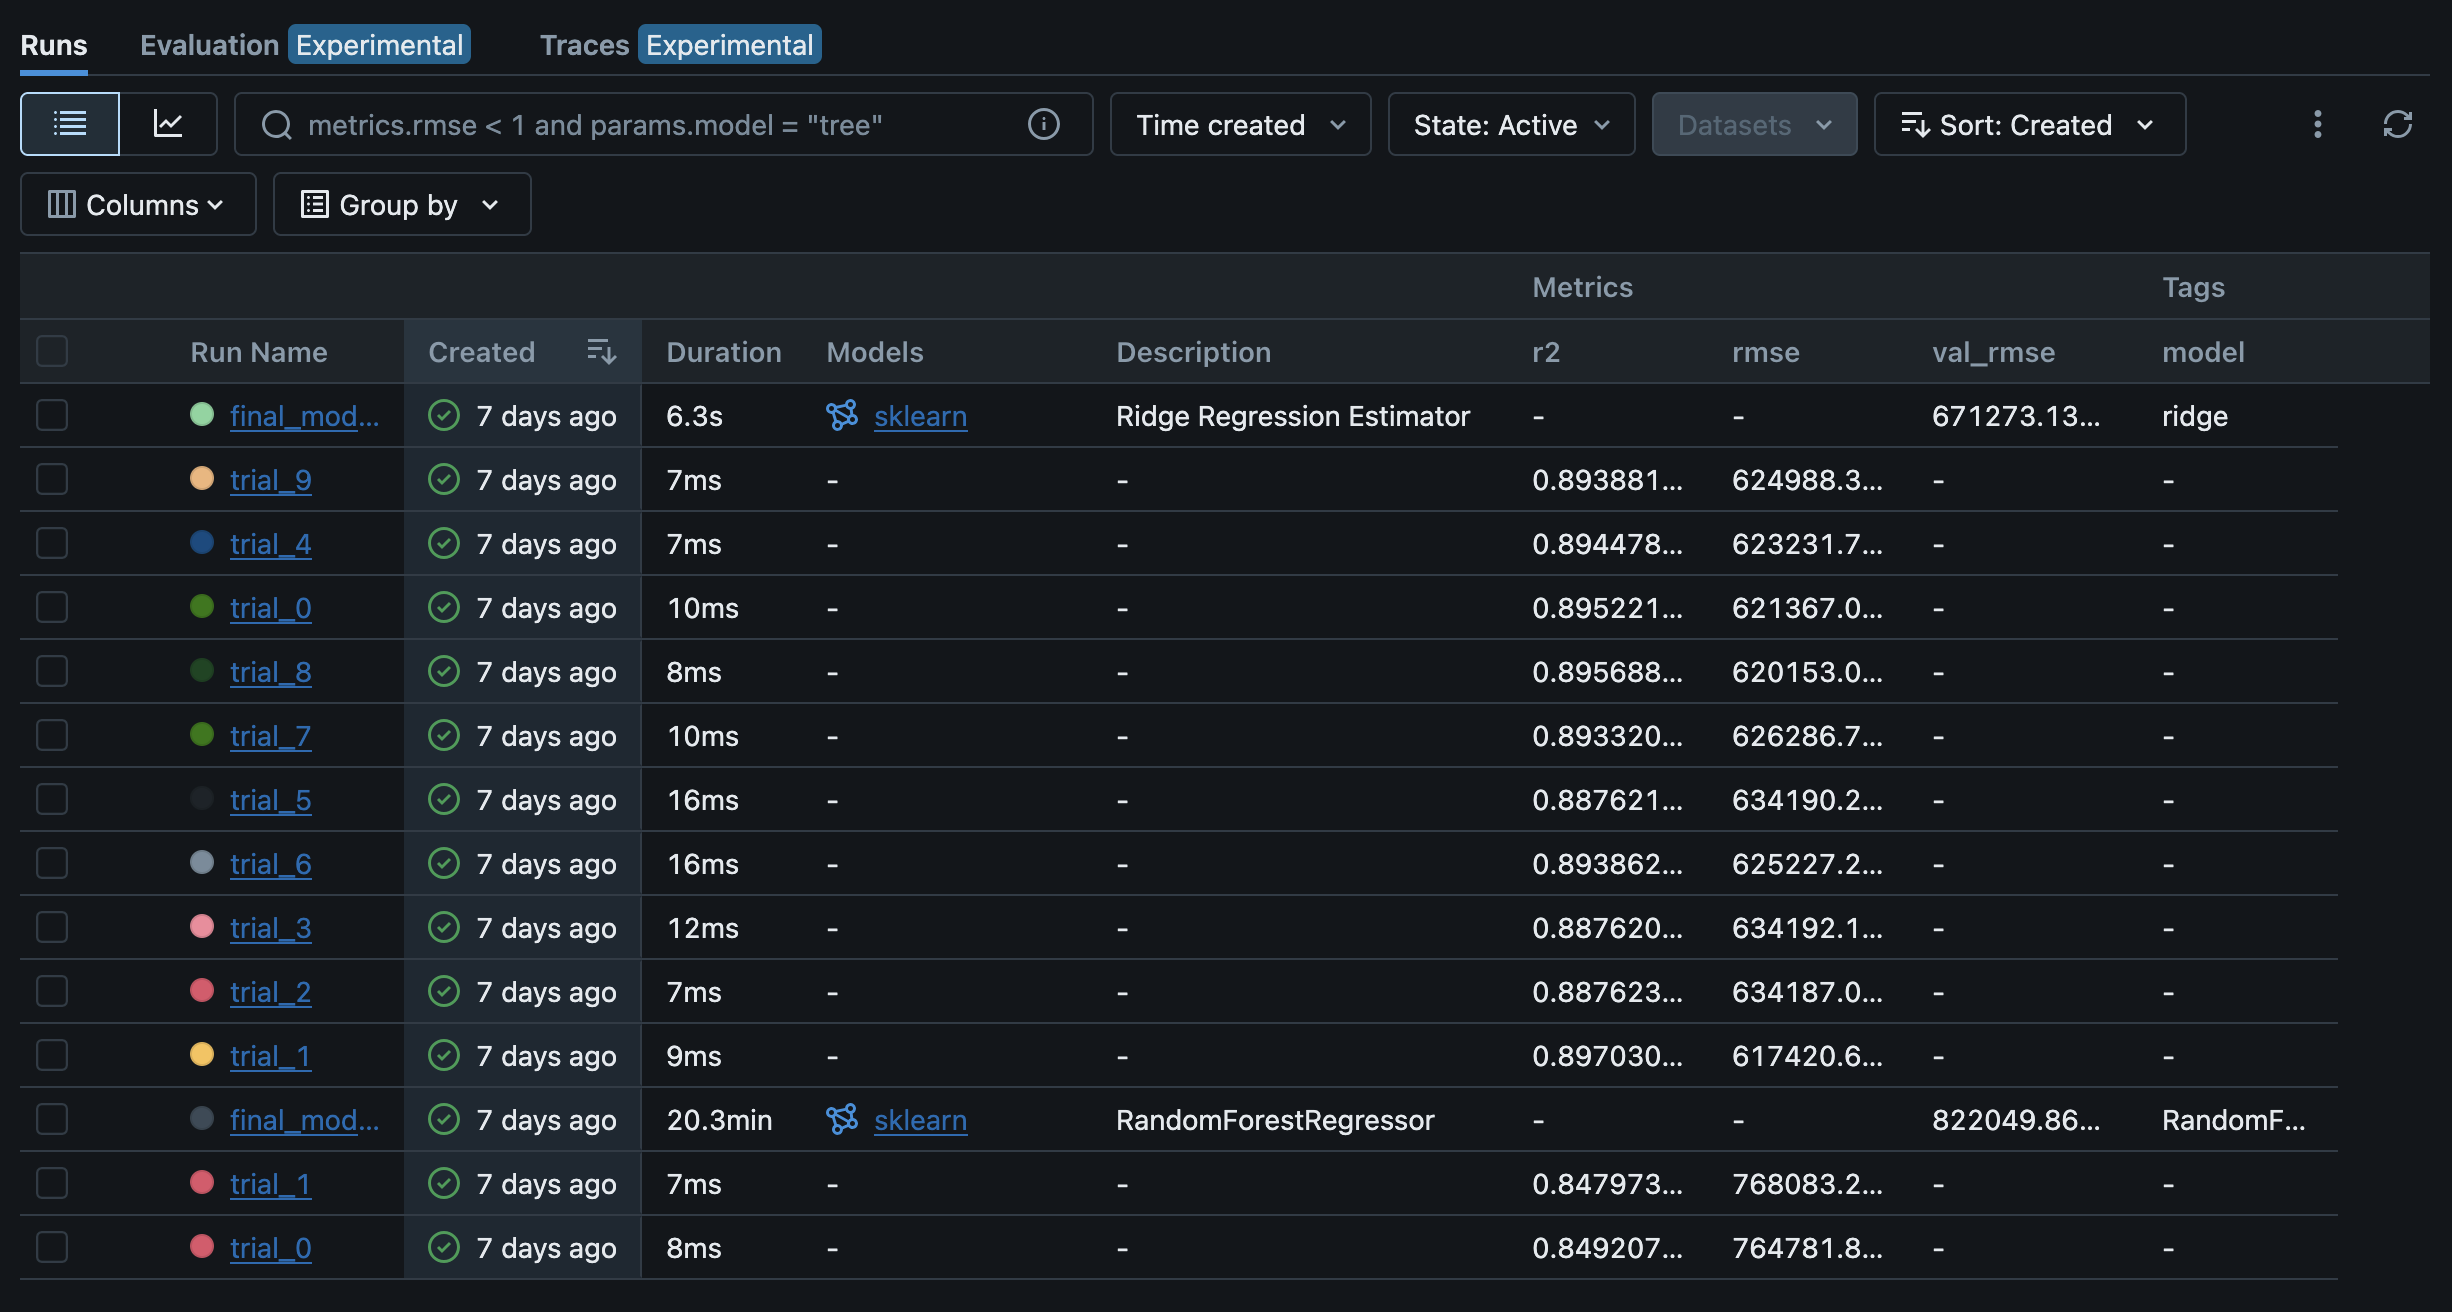 Runs Evaluation Experimental Traces Experimental
metrics.rmse < 1 and params.model = "tree" Time created State: Active Datasets Sort: Created
Columns Group by
Metrics Tags
Run Name Created Duration Models Description r2 rmse val_rmse model
final_mod... 7 days ago 6.3s sklearn Ridge Regression Estimator - - 671273.13... ridge
trial_9 7 days ago 7ms - - 0.893881... 624988.3... - -
trial_4 7 days ago 7ms - - 0.894478... 623231.7... - -
trial_0 7 days ago 10ms - - 0.895221... 621367.0... - -
trial_8 7 days ago 8ms - - 0.895688... 620153.0... - -
trial_7 7 days ago 10ms - - 0.893320... 626286.7... - -
trial_5 7 days ago 16ms - - 0.887621... 634190.2... - -
trial_6 7 days ago 16ms - - 0.893862... 625227.2... - -
trial_3 7 days ago 12ms - - 0.887620... 634192.1... - -
trial_2 7 days ago 7ms - - 0.887623... 634187.0... - -
trial_1 7 days ago 9ms - - 0.897030... 617420.6... - -
final_mod... 7 days ago 20.3min sklearn RandomForestRegressor - - 822049.86... RandomF...
trial_1 7 days ago 7ms - - 0.847973... 768083.2... - -
trial_0 7 days ago 8ms - - 0.849207... 764781.8... - -